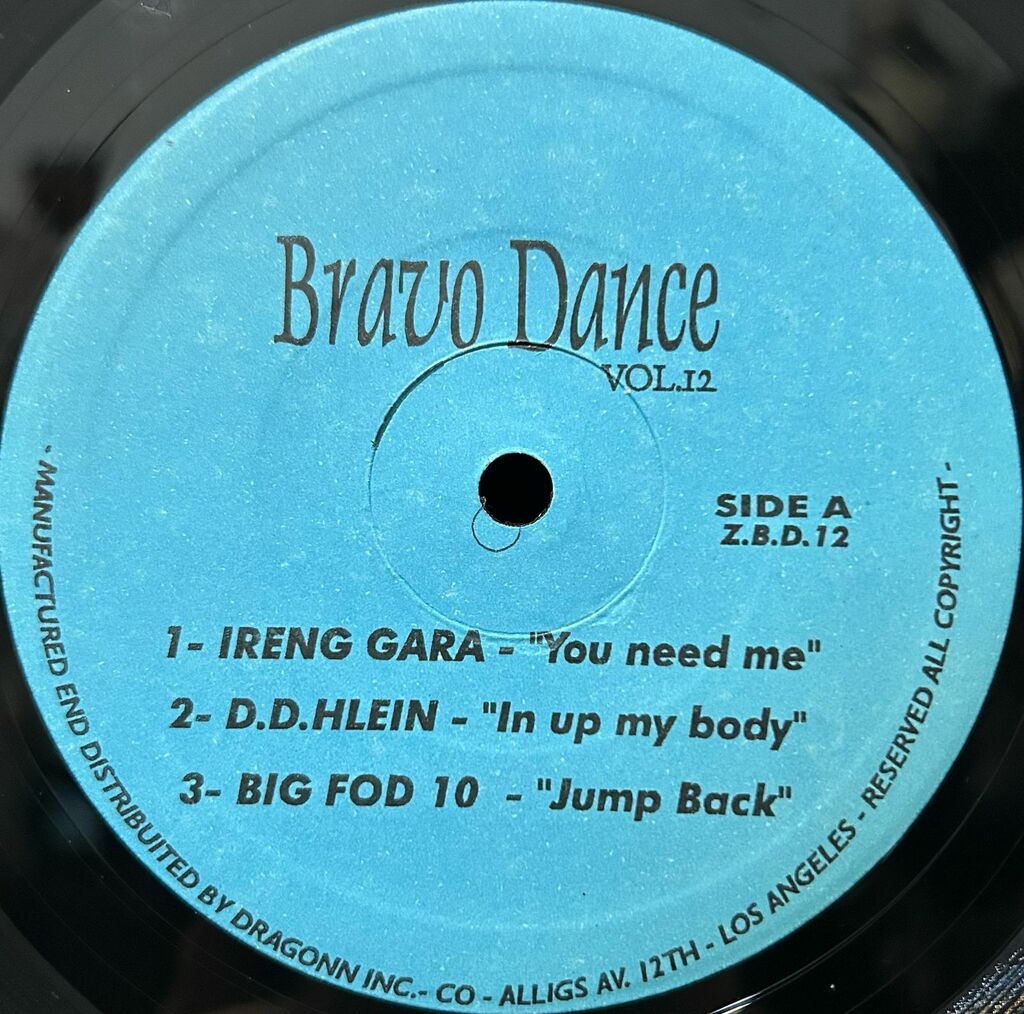 Bravo Dance
VOL.12
SIDE A
Z.B.D.12
1- IRENG GARA - "You need me"
2- D.D.HLEIN - "In up my body"
3- BIG FOD 10 - "Jump Back"
- MANUFACTURED END DISTRIBUITED BY DRAGONN INC.- CO - ALLIGS AV. 12TH - LOS ANGELES - RESERVED ALL COPYRIGHT -